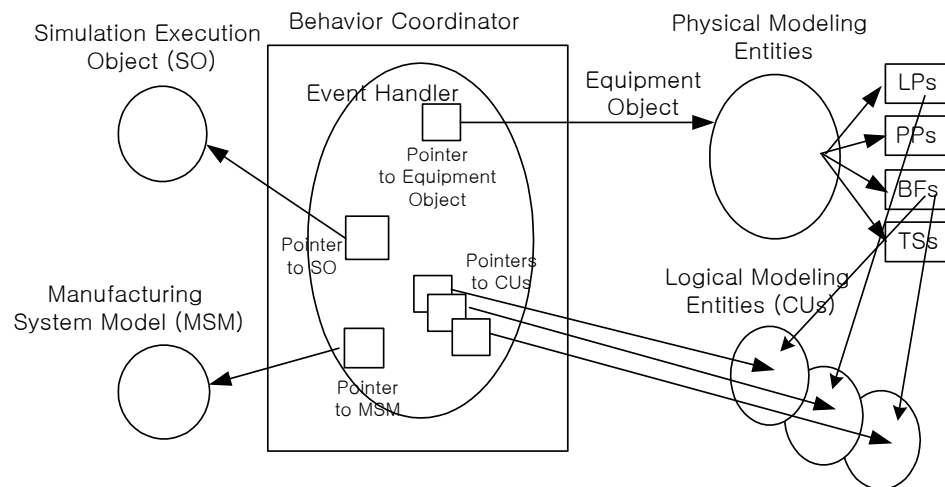 Behavior Coordinator
Simulation Execution
Object (SO)
Physical Modeling
Entities
Event Handler
Equipment
Object
LPs
PPs
BFs
TSs
Pointer
to Equipment
Object
Pointer
to SO
Pointers
to CUs
Logical Modeling
Entities (CUs)
Manufacturing
System Model (MSM)
Pointer
to MSM